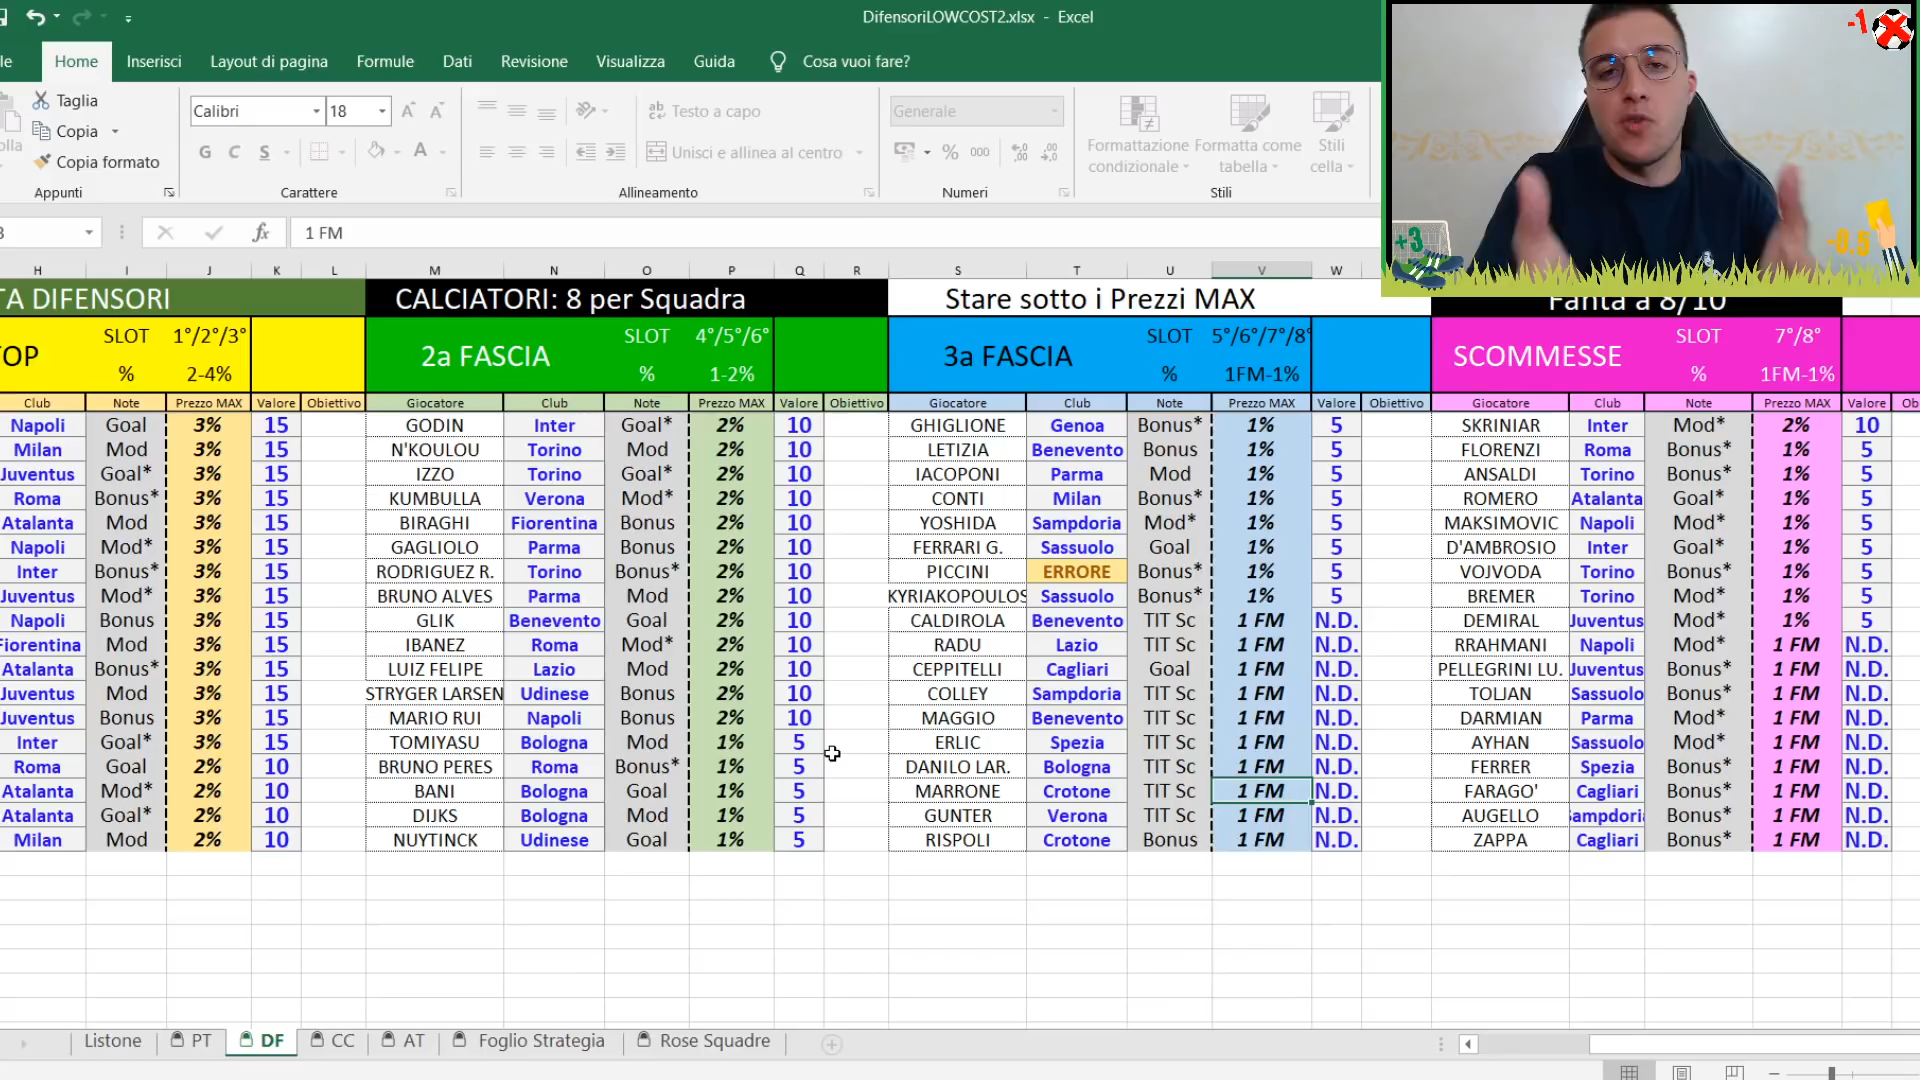 DifensoriLOWCOST2.xlsx - Excel
Home Inserisci Layout di pagina Formule Dati Revisione Visualizza Guida Cosa vuoi fare?
Taglia
Copia
Copia formato
Appunti
Calibri 18
G C S A
Carattere
Testo a capo
Unisci e allinea al centro
Allineamento
Generale
% 000
Numeri
Formattazione condizionale
Formatta come tabella
Stili cella
Stili
-1
+3
-0.5
fx 1 FM
H I J K L M N O P Q R S T U V W
TA DIFENSORI CALCIATORI: 8 per Squadra Stare sotto i Prezzi MAX Fanta a 8/10
SLOT 1°/2°/3° SLOT 4°/5°/6° SLOT 5°/6°/7°/8° SLOT 7°/8°
TOP 2a FASCIA 3a FASCIA SCOMMESSE
% 2-4% % 1-2% % 1FM-1% % 1FM-1%
Club Note Prezzo MAX Valore Obiettivo Giocatore Club Note Prezzo MAX Valore Obiettivo Giocatore Club Note Prezzo MAX Valore Obiettivo Giocatore Club Note Prezzo MAX Valore Ob
Napoli Goal 3% 15 GODIN Inter Goal* 2% 10 GHIGLIONE Genoa Bonus* 1% 5 SKRINIAR Inter Mod* 2% 10
Milan Mod 3% 15 N'KOULOU Torino Mod 2% 10 LETIZIA Benevento Bonus 1% 5 FLORENZI Roma Bonus* 1% 5
Juventus Goal* 3% 15 IZZO Torino Goal* 2% 10 IACOPONI Parma Mod 1% 5 ANSALDI Torino Bonus* 1% 5
Roma Bonus* 3% 15 KUMBULLA Verona Mod* 2% 10 CONTI Milan Bonus* 1% 5 ROMERO Atalanta Goal* 1% 5
Atalanta Mod 3% 15 BIRAGHI Fiorentina Bonus 2% 10 YOSHIDA Sampdoria Mod* 1% 5 MAKSIMOVIC Napoli Mod* 1% 5
Napoli Mod* 3% 15 GAGLIOLO Parma Bonus 2% 10 FERRARI G. Sassuolo Goal 1% 5 D'AMBROSIO Inter Goal* 1% 5
Inter Bonus* 3% 15 RODRIGUEZ R. Torino Bonus* 2% 10 PICCINI ERRORE Bonus* 1% 5 VOJVODA Torino Bonus* 1% 5
Juventus Mod* 3% 15 BRUNO ALVES Parma Mod 2% 10 KYRIAKOPOULOS Sassuolo Bonus* 1% 5 BREMER Torino Mod* 1% 5
Napoli Bonus 3% 15 GLIK Benevento Goal 2% 10 CALDIROLA Benevento TIT Sc 1 FM N.D. DEMIRAL Juventus Mod* 1% 5
Fiorentina Mod 3% 15 IBANEZ Roma Mod* 2% 10 RADU Lazio TIT Sc 1 FM N.D. RRAHMANI Napoli Mod* 1 FM N.D.
Atalanta Bonus* 3% 15 LUIZ FELIPE Lazio Mod 2% 10 CEPPITELLI Cagliari Goal 1 FM N.D. PELLEGRINI LU. Juventus Bonus* 1 FM N.D.
Juventus Mod 3% 15 STRYGER LARSEN Udinese Bonus 2% 10 COLLEY Sampdoria TIT Sc 1 FM N.D. TOLJAN Sassuolo Bonus* 1 FM N.D.
Juventus Bonus 3% 15 MARIO RUI Napoli Bonus 2% 10 MAGGIO Benevento TIT Sc 1 FM N.D. DARMIAN Parma Mod* 1 FM N.D.
Inter Goal* 3% 15 TOMIYASU Bologna Mod 1% 5 ERLIC Spezia TIT Sc 1 FM N.D. AYHAN Sassuolo Mod* 1 FM N.D.
Roma Goal 2% 10 BRUNO PERES Roma Bonus* 1% 5 DANILO LAR. Bologna TIT Sc 1 FM N.D. FERRER Spezia Bonus* 1 FM N.D.
Atalanta Mod* 2% 10 BANI Bologna Goal 1% 5 MARRONE Crotone TIT Sc 1 FM N.D. FARAGO' Cagliari Bonus* 1 FM N.D.
Atalanta Goal* 2% 10 DIJKS Bologna Mod 1% 5 GUNTER Verona TIT Sc 1 FM N.D. AUGELLO Sampdoria Bonus* 1 FM N.D.
Milan Mod 2% 10 NUYTINCK Udinese Goal 1% 5 RISPOLI Crotone Bonus 1 FM N.D. ZAPPA Cagliari Bonus* 1 FM N.D.
Listone PT DF CC AT Foglio Strategia Rose Squadre